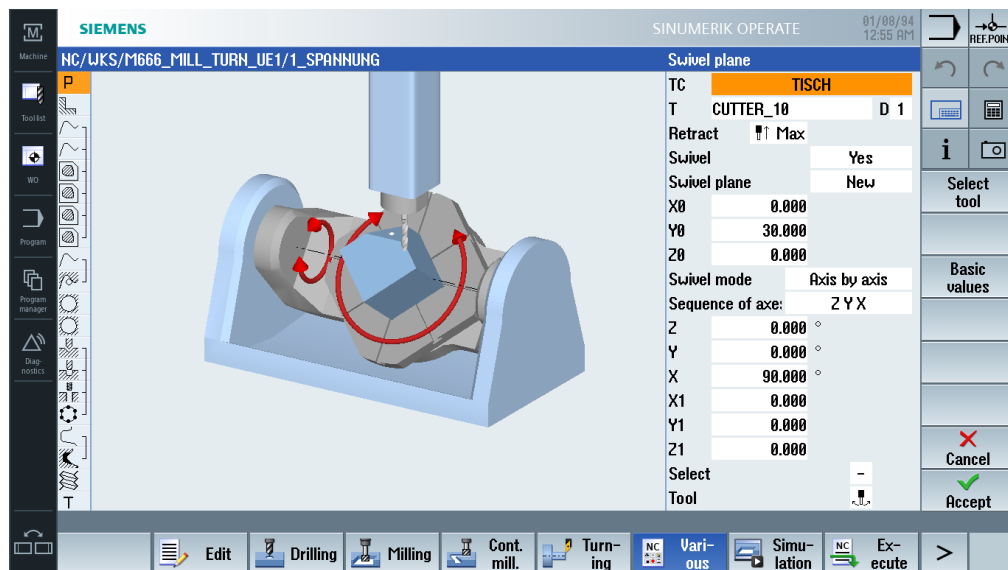 M
Machine
Tool list
WO
Program
Program manager
Diag-
nostics
SIEMENS
SINUMERIK OPERATE
01/08/94
12:55 AM
REF.POIN
NC/WKS/M666_MILL_TURN_UE1/1_SPANNUNG
Swivel plane
P
T
TC TISCH
T CUTTER_10 D 1
Retract Max
Swivel Yes
Swivel plane New
X0 0.000
Y0 30.000
Z0 0.000
Swivel mode Axis by axis
Sequence of axe: Z Y X
Z 0.000 °
Y 0.000 °
X 90.000 °
X1 0.000
Y1 0.000
Z1 0.000
Select -
Tool
i
Select
tool
Basic
values
Cancel
Accept
Edit
Drilling
Milling
Cont.
mill.
Turn-
ing
NC
Vari-
ous
Simu-
lation
NC
Ex-
ecute
>